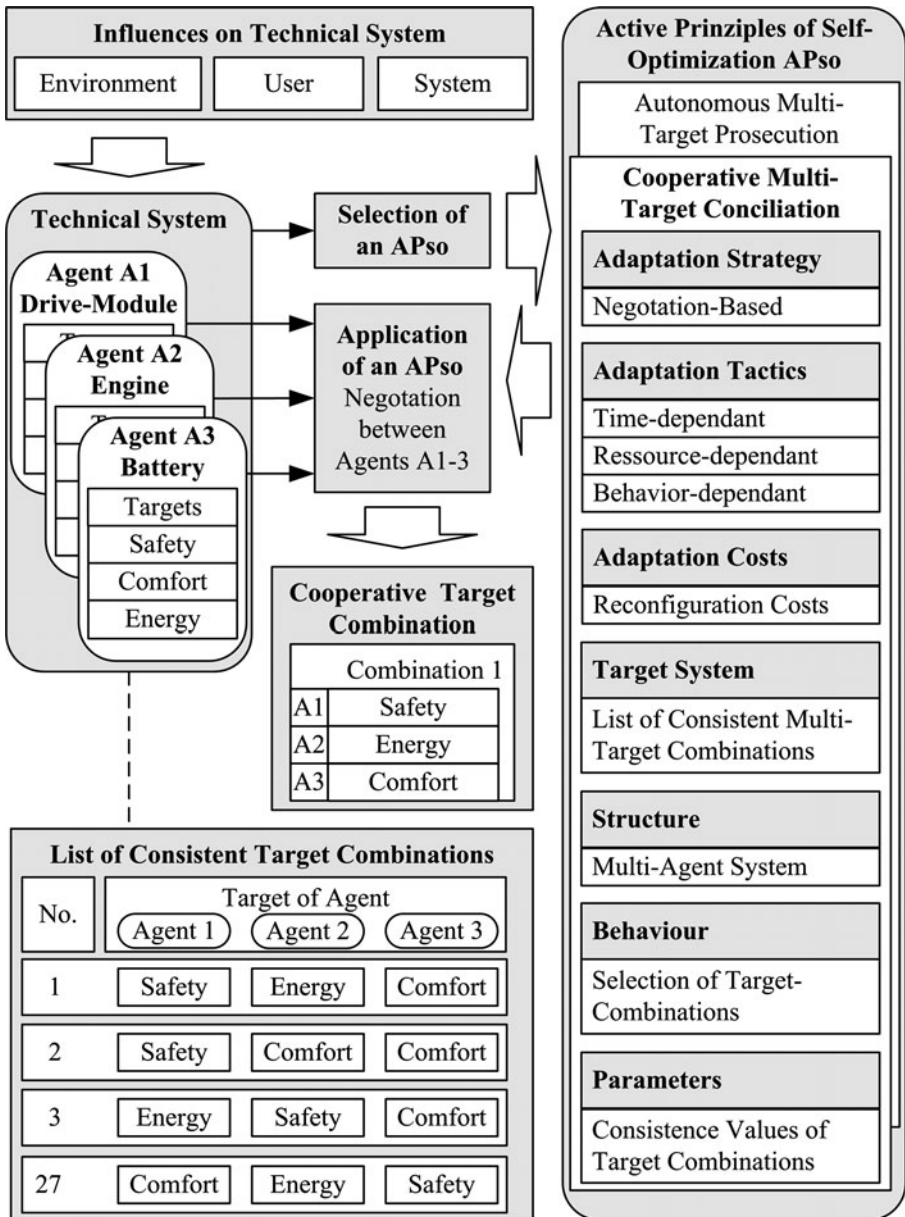 Influences on Technical System
Environment
User
System
Technical System
Agent A1
Drive-Module
Agent A2
Engine
Agent A3
Battery
Targets
Safety
Comfort
Energy
Selection of
an APso
Application
of an APso
Negotation
between
Agents A1-3
Cooperative Target
Combination
Combination 1
A1 Safety
A2 Energy
A3 Comfort
List of Consistent Target Combinations
No.
Target of Agent
Agent 1 Agent 2 Agent 3
1 Safety Energy Comfort
2 Safety Comfort Comfort
3 Energy Safety Comfort
27 Comfort Energy Safety
Active Prinziples of Self-
Optimization APso
Autonomous Multi-
Target Prosecution
Cooperative Multi-
Target Conciliation
Adaptation Strategy
Negotation-Based
Adaptation Tactics
Time-dependant
Ressource-dependant
Behavior-dependant
Adaptation Costs
Reconfiguration Costs
Target System
List of Consistent Multi-
Target Combinations
Structure
Multi-Agent System
Behaviour
Selection of Target-
Combinations
Parameters
Consistence Values of
Target Combinations